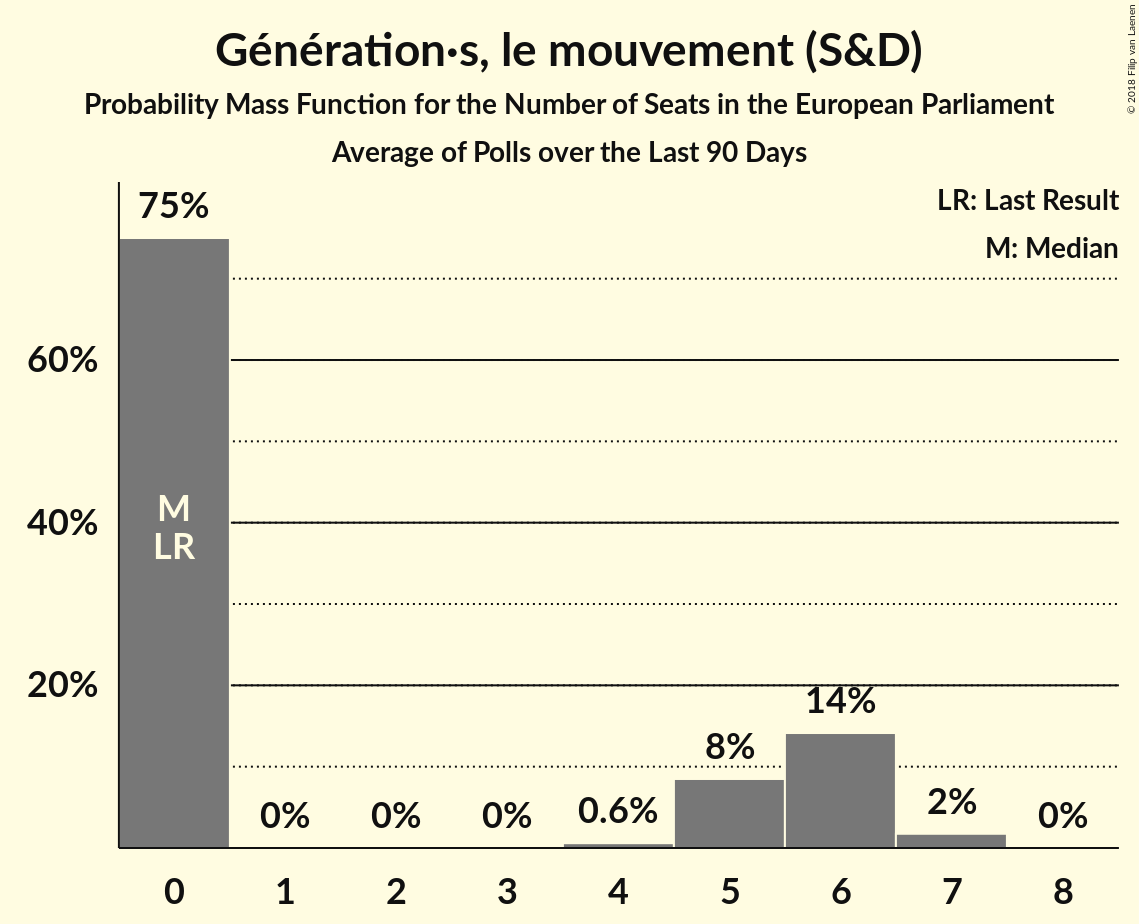 Génération·s, le mouvement (S&D)
Probability Mass Function for the Number of Seats in the European Parliament
Average of Polls over the Last 90 Days
© 2018 Filip van Laenen
LR: Last Result
M: Median
75%
60%
40%
20%
M
LR
0%
0%
0%
0.6%
8%
14%
2%
0%
0
1
2
3
4
5
6
7
8